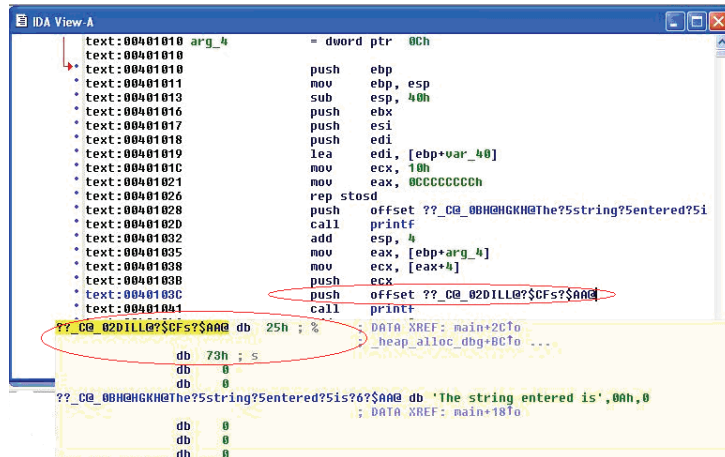 IDA View-A
text:00401010 arg_4 = dword ptr 0Ch
text:00401010
text:00401010 push ebp
text:00401011 mov ebp, esp
text:00401013 sub esp, 40h
text:00401016 push ebx
text:00401017 push esi
text:00401018 push edi
text:00401019 lea edi, [ebp+var_40]
text:0040101C mov ecx, 10h
text:00401021 mov eax, 0CCCCCCCCh
text:00401026 rep stosd
text:00401028 push offset ??_C@_0BH@HGKH@The?5string?5entered?5i
text:0040102D call printf
text:00401032 add esp, 4
text:00401035 mov eax, [ebp+arg_4]
text:00401038 mov ecx, [eax+4]
text:0040103B push ecx
text:0040103C push offset ??_C@_02DILL@?$CFs?$AA@
text:00401041 call printf
??_C@_02DILL@?$CFs?$AA@ db 25h ; % ; DATA XREF: main+2C↑o
; _heap_alloc_dbg+BC↑o ...
db 73h ; s
db 0
db 0
??_C@_0BH@HGKH@The?5string?5entered?5is?6?$AA@ db 'The string entered is',0Ah,0
; DATA XREF: main+18↑o
db 0
db 0
db 0